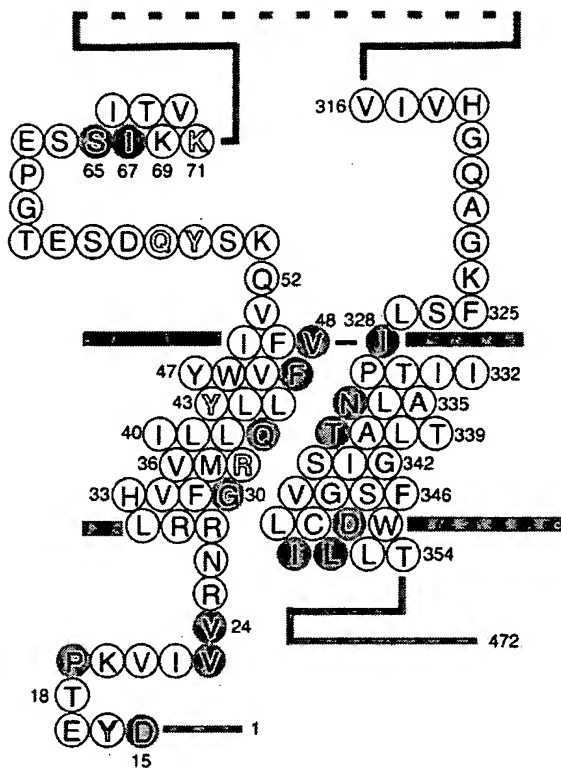 I T V 316 V I V H
E S S S I K K K G
65 67 69 71
P Q
G A
T E S D Q Y S K G
Q 52 K
V 48 328 L S F 325
I F V I
47 Y W V F P T I I 332
43 Y L L N L A 335
40 I L L Q T A L T 339
36 V M R S I G 342
33 H V F G 30 V G S F 346
L R R L C D W
N I L L T 354
R
V 24
P K V I V V 472
18 T
E Y D 1
15